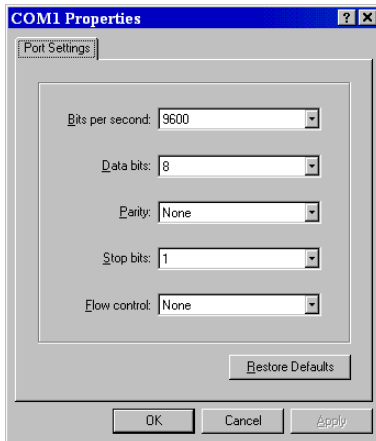 COM1 Properties
Port Settings
Bits per second: 9600
Data bits: 8
Parity: None
Stop bits: 1
Flow control: None
Restore Defaults
OK Cancel Apply